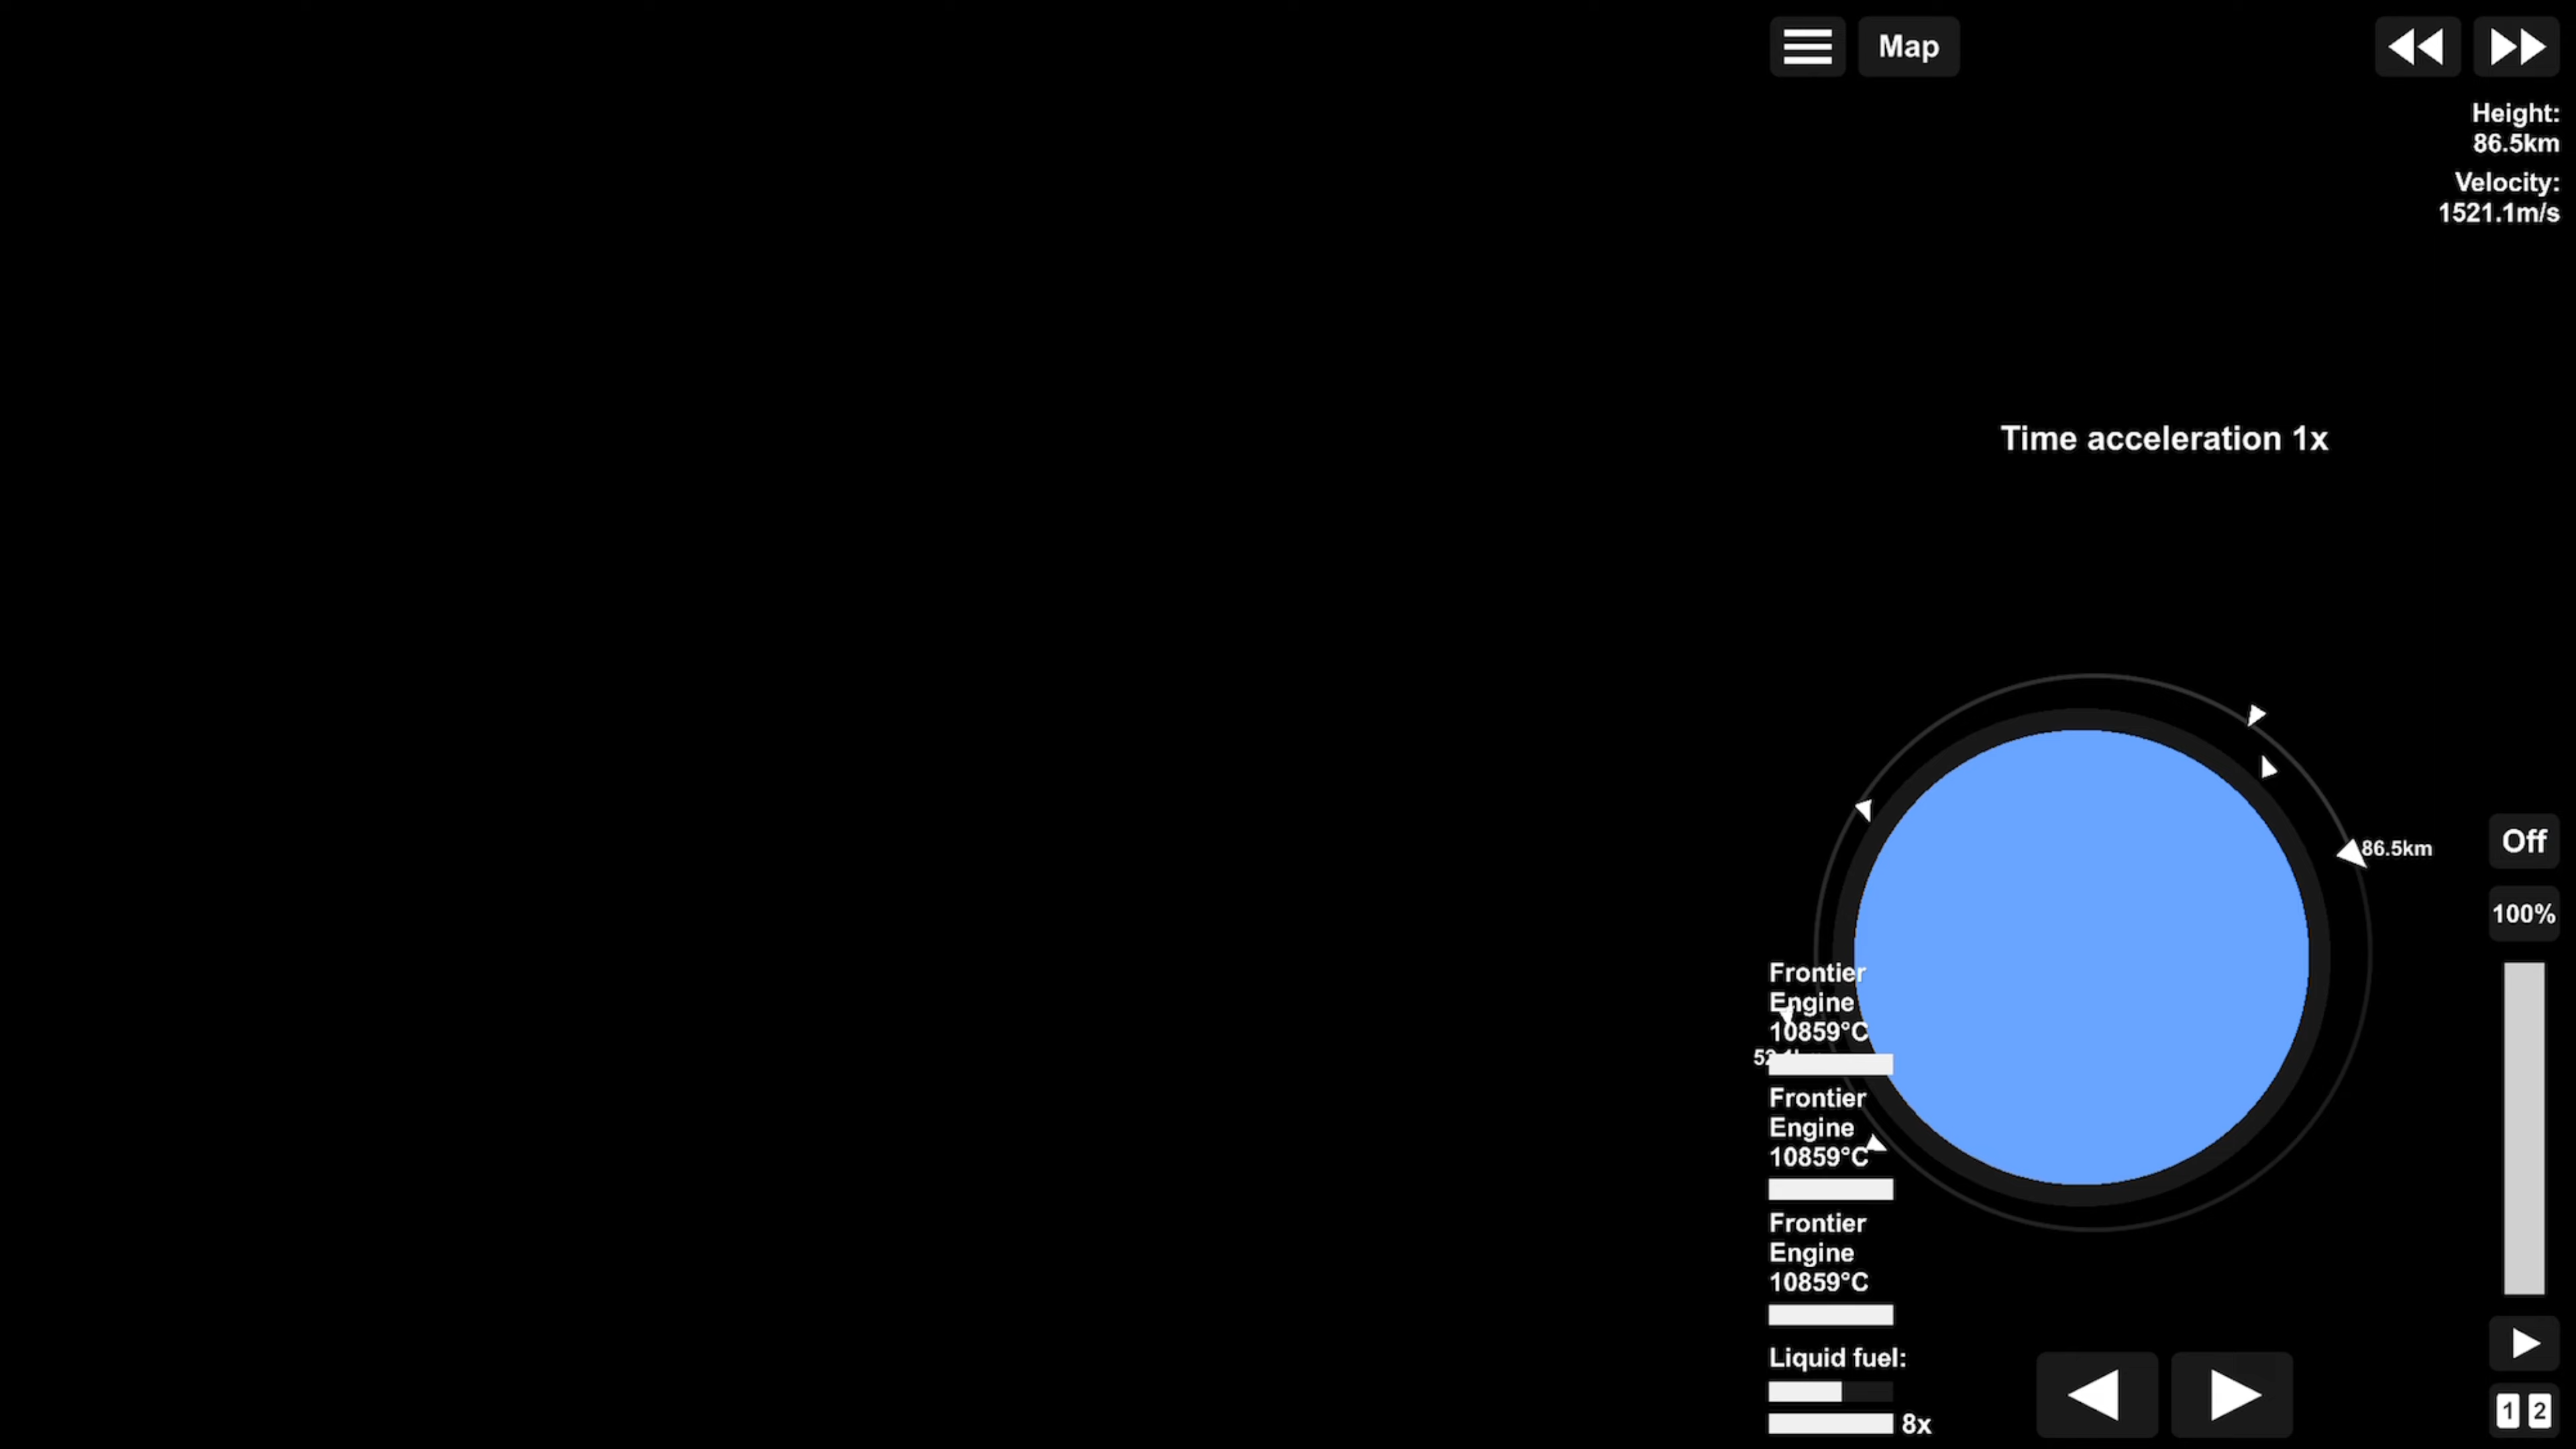 Map
Height:
86.5km
Velocity:
1521.1m/s
Time acceleration 1x
86.5km
Off
100%
Frontier
Engine
10859°C
Frontier
Engine
10859°C
Frontier
Engine
10859°C
Liquid fuel:
8x
1 2